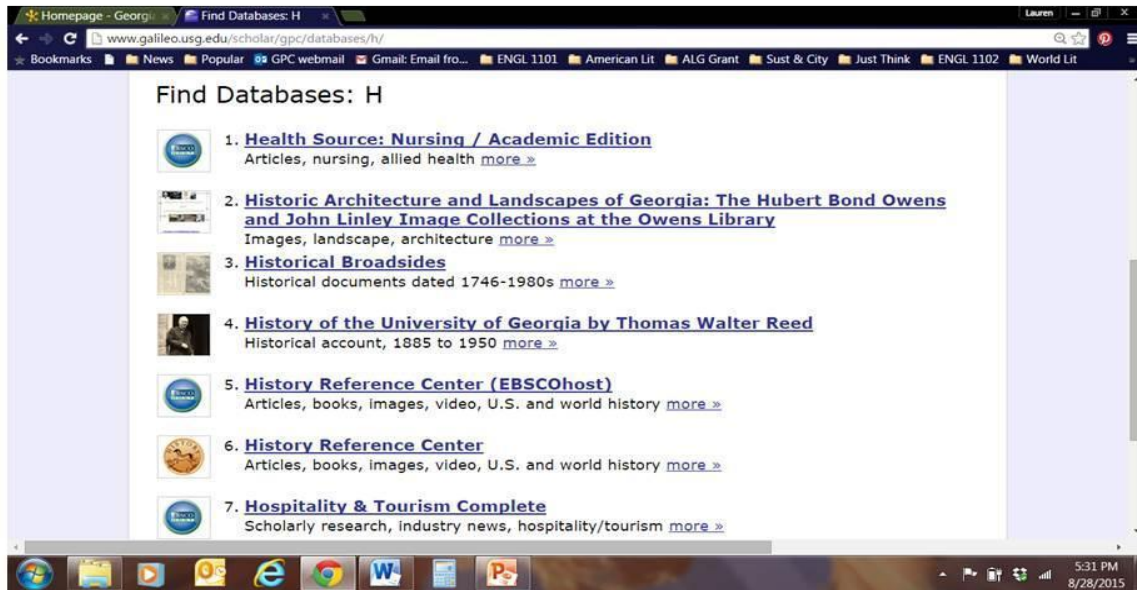 Homepage - Georgi
Find Databases: H
Lauren
www.galileo.usg.edu/scholar/gpc/databases/h/
Bookmarks News Popular GPC webmail Gmail: Email fro... ENGL 1101 American Lit ALG Grant Sust & City Just Think ENGL 1102 World Lit
Find Databases: H
1. Health Source: Nursing / Academic Edition
Articles, nursing, allied health more »
2. Historic Architecture and Landscapes of Georgia: The Hubert Bond Owens
and John Linley Image Collections at the Owens Library
Images, landscape, architecture more »
3. Historical Broadsides
Historical documents dated 1746-1980s more »
4. History of the University of Georgia by Thomas Walter Reed
Historical account, 1885 to 1950 more »
5. History Reference Center (EBSCOhost)
Articles, books, images, video, U.S. and world history more »
6. History Reference Center
Articles, books, images, video, U.S. and world history more »
7. Hospitality & Tourism Complete
Scholarly research, industry news, hospitality/tourism more »
5:31 PM
8/28/2015